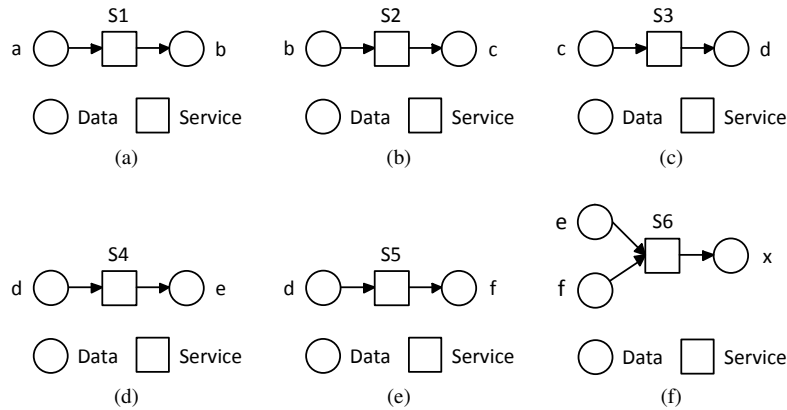 S1 S2 S3
a b b c c d
Data Service Data Service Data Service
(a) (b) (c)
S4 S5 e S6
d e d f f x
Data Service Data Service Data Service
(d) (e) (f)